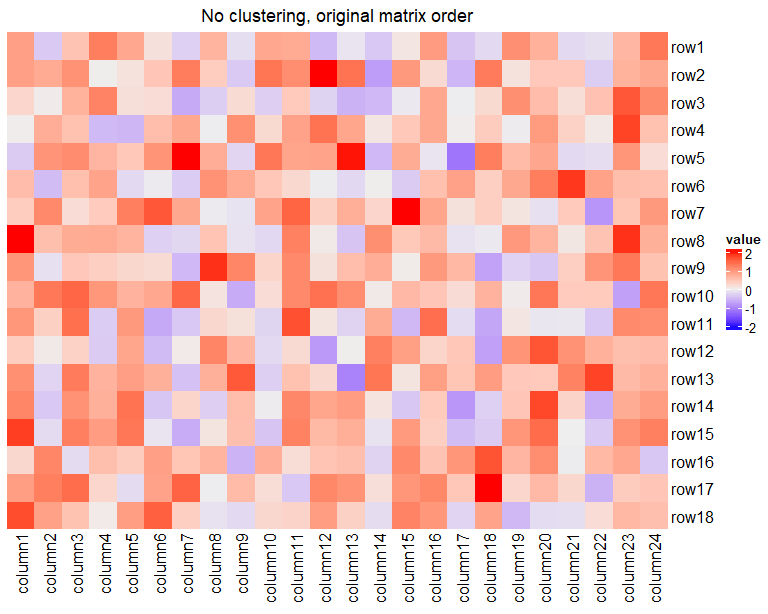 No clustering, original matrix order
row1
row2
row3
row4
row5
row6
row7
row8
row9
row10
row11
row12
row13
row14
row15
row16
row17
row18
value
2
1
0
-1
-2
column1
column2
column3
column4
column5
column6
column7
column8
column9
column10
column11
column12
column13
column14
column15
column16
column17
column18
column19
column20
column21
column22
column23
column24